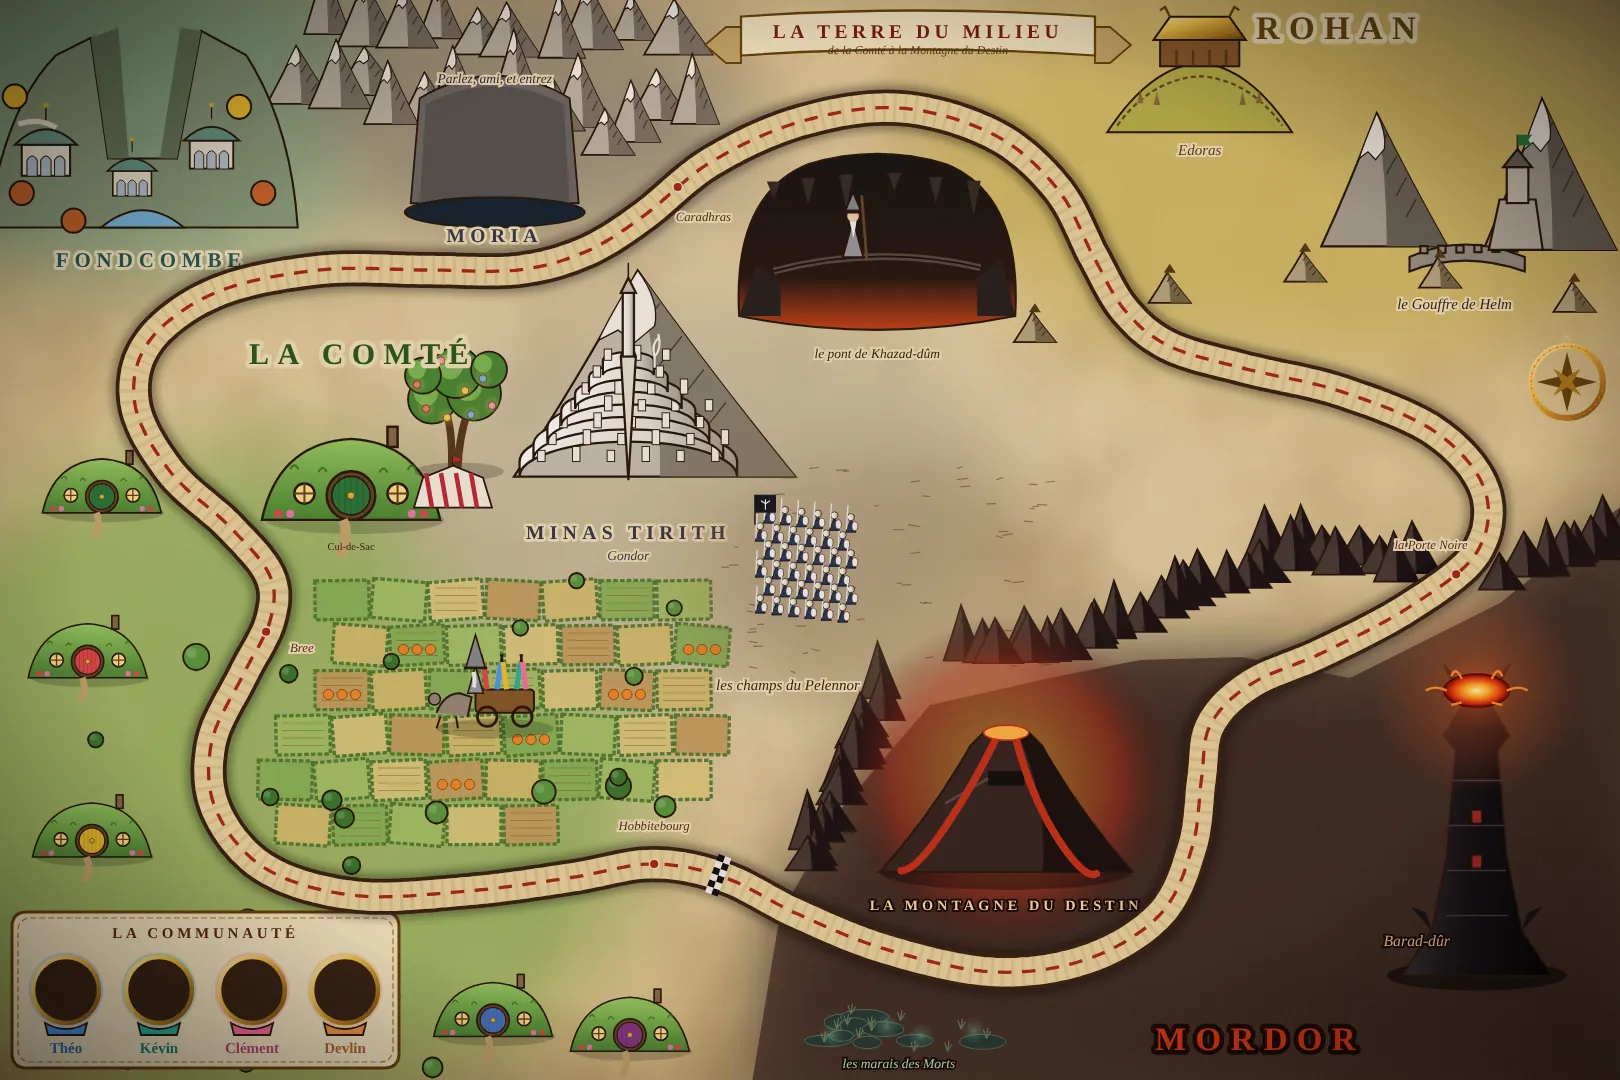 LA TERRE DU MILIEU
de la Comté à la Montagne du Destin
ROHAN
Parlez, ami, et entrez
Edoras
Caradhras
MORIA
FONDCOMBE
le Gouffre de Helm
le pont de Khazad-dûm
LA COMTÉ
MINAS TIRITH
Gondor
Cul-de-Sac
la Porte Noire
Bree
les champs du Pelennor
Hobbitebourg
LA MONTAGNE DU DESTIN
Barad-dûr
LA COMMUNAUTÉ
Théo
Kévin
Clément
Devlin
MORDOR
les marais des Morts